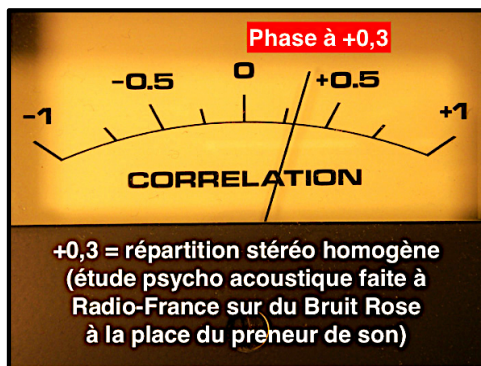 Phase à +0,3
-1 -0.5 0 +0.5 +1
CORRELATION
+0,3 = répartition stéréo homogène
(étude psycho acoustique faite à
Radio-France sur du Bruit Rose
à la place du preneur de son)